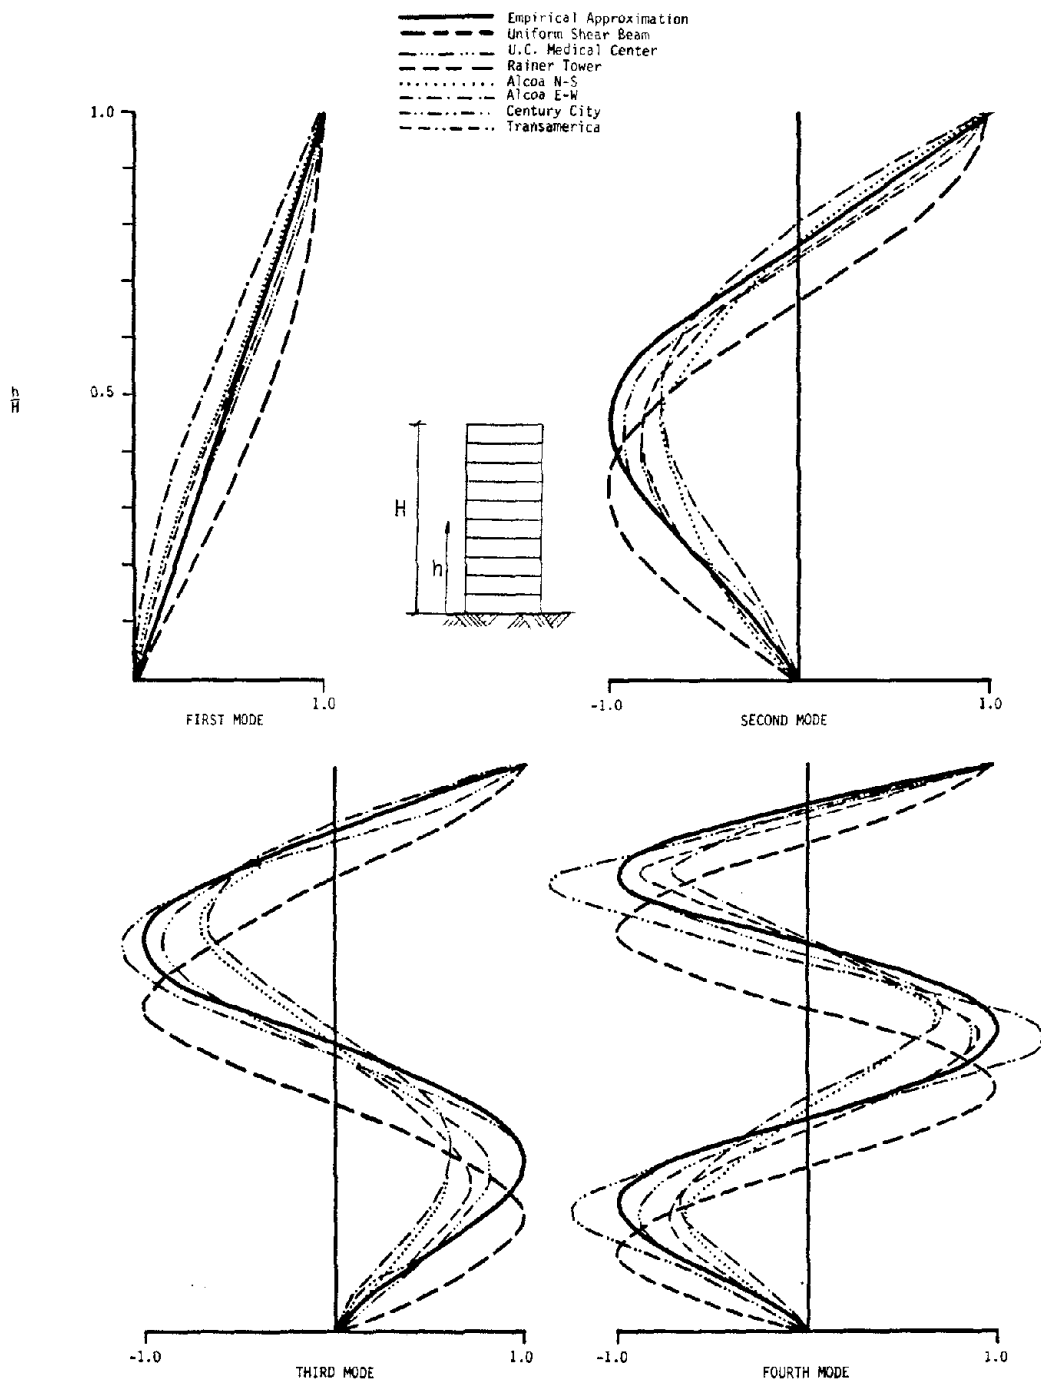 Empirical Approximation
Uniform Shear Beam
U.C. Medical Center
Rainer Tower
Alcoa N-S
Alcoa E-W
Century City
Transamerica
1.0
0.5
h
H
H
h
1.0
FIRST MODE
-1.0
1.0
SECOND MODE
-1.0
1.0
THIRD MODE
-1.0
1.0
FOURTH MODE